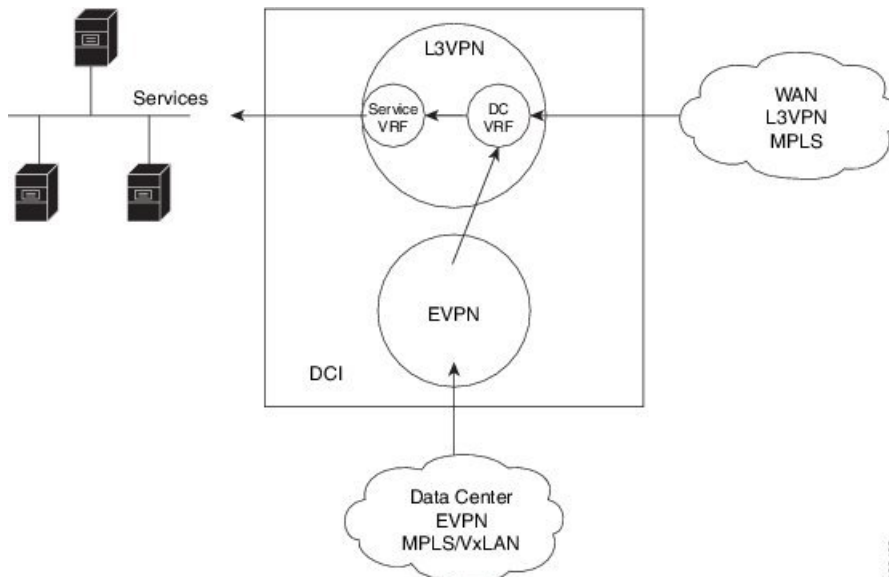 L3VPN
Services
Service
VRF
DC
VRF
WAN
L3VPN
MPLS
EVPN
DCI
Data Center
EVPN
MPLS/VxLAN